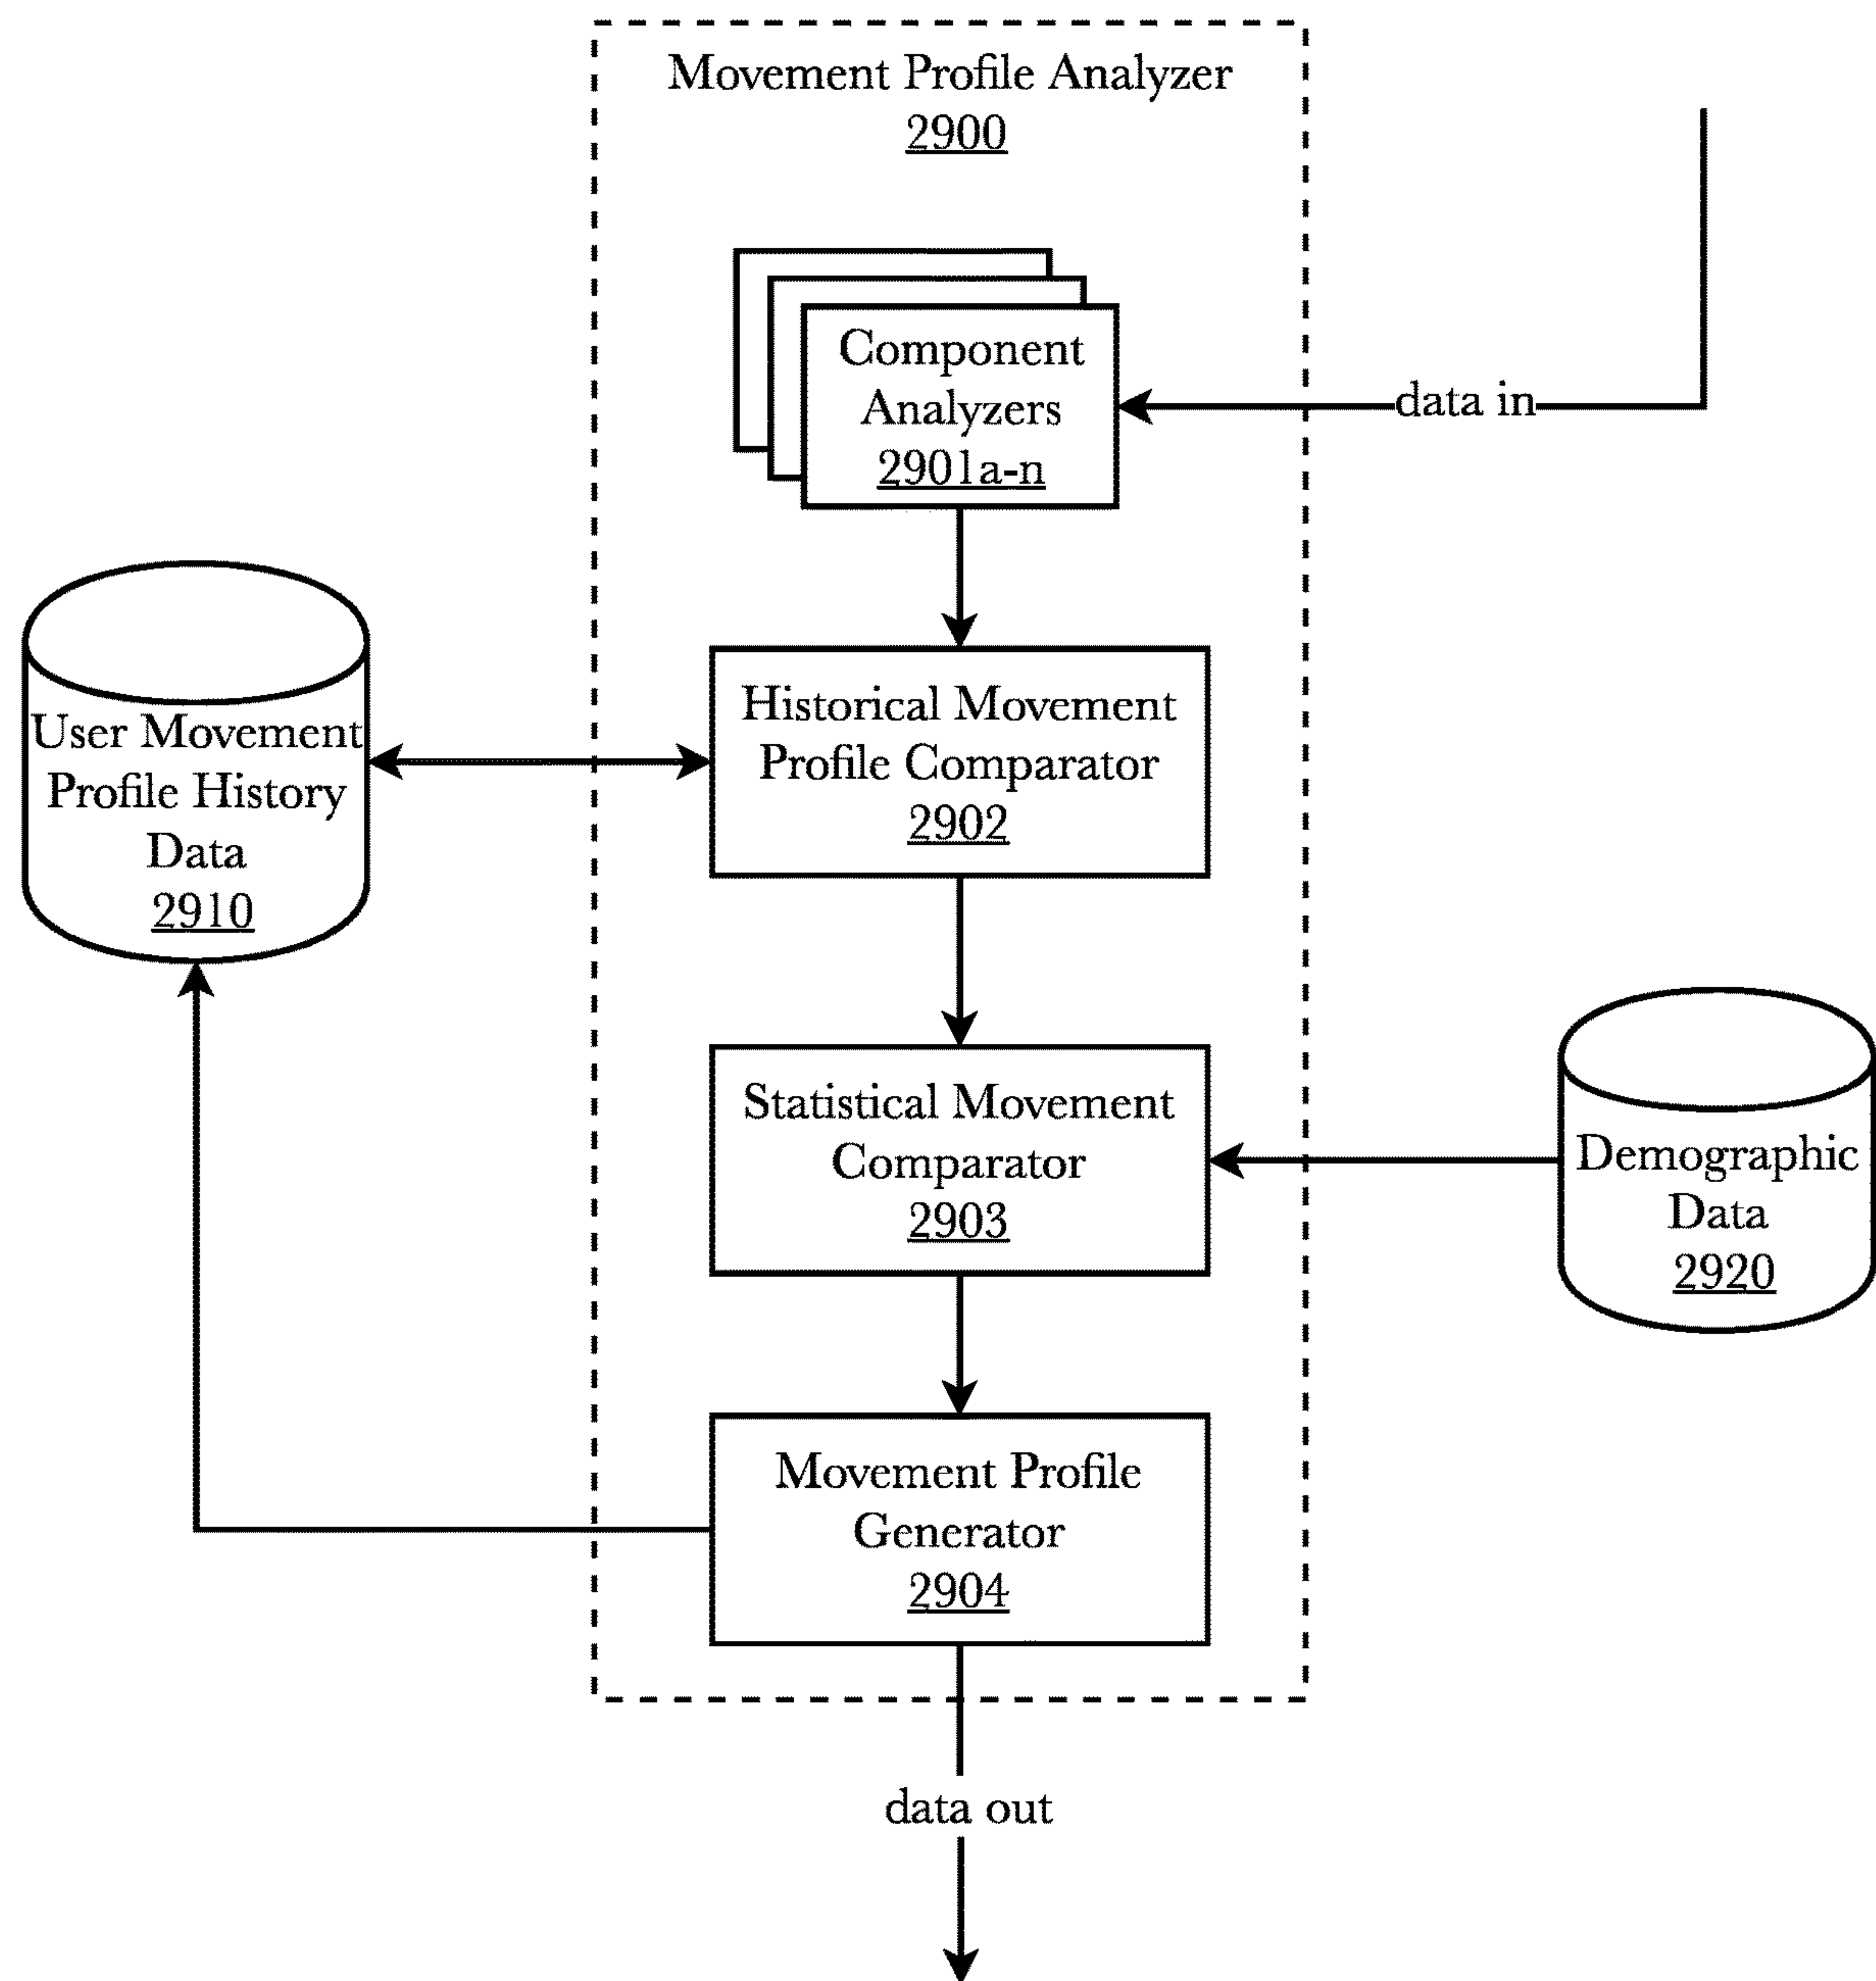 Movement Profile Analyzer
2900
Component
Analyzers
2901a-n
data in
Historical Movement
Profile Comparator
2902
User Movement
Profile History
Data
2910
Statistical Movement
Comparator
2903
Demographic
Data
2920
Movement Profile
Generator
2904
data out